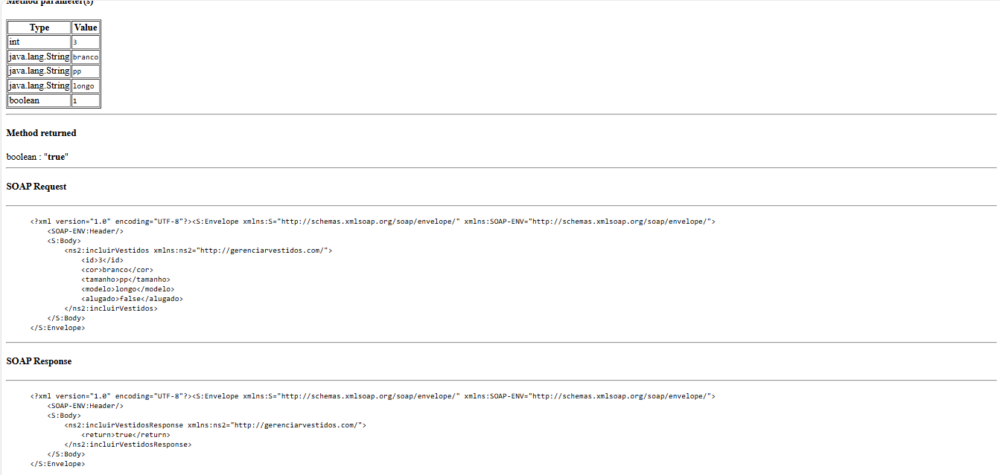 Method parameter(s)
Type Value
int 3
java.lang.String branco
java.lang.String pp
java.lang.String longo
boolean 1
Method returned
boolean : "true"
SOAP Request
<?xml version="1.0" encoding="UTF-8"?><S:Envelope xmlns:S="http://schemas.xmlsoap.org/soap/envelope/" xmlns:SOAP-ENV="http://schemas.xmlsoap.org/soap/envelope/">
<SOAP-ENV:Header/>
<S:Body>
<ns2:incluirVestidos xmlns:ns2="http://gerenciarvestidos.com/">
<id>3</id>
<cor>branco</cor>
<tamanho>pp</tamanho>
<modelo>longo</modelo>
<alugado>false</alugado>
</ns2:incluirVestidos>
</S:Body>
</S:Envelope>
SOAP Response
<?xml version="1.0" encoding="UTF-8"?><S:Envelope xmlns:S="http://schemas.xmlsoap.org/soap/envelope/" xmlns:SOAP-ENV="http://schemas.xmlsoap.org/soap/envelope/">
<SOAP-ENV:Header/>
<S:Body>
<ns2:incluirVestidosResponse xmlns:ns2="http://gerenciarvestidos.com/">
<return>true</return>
</ns2:incluirVestidosResponse>
</S:Body>
</S:Envelope>